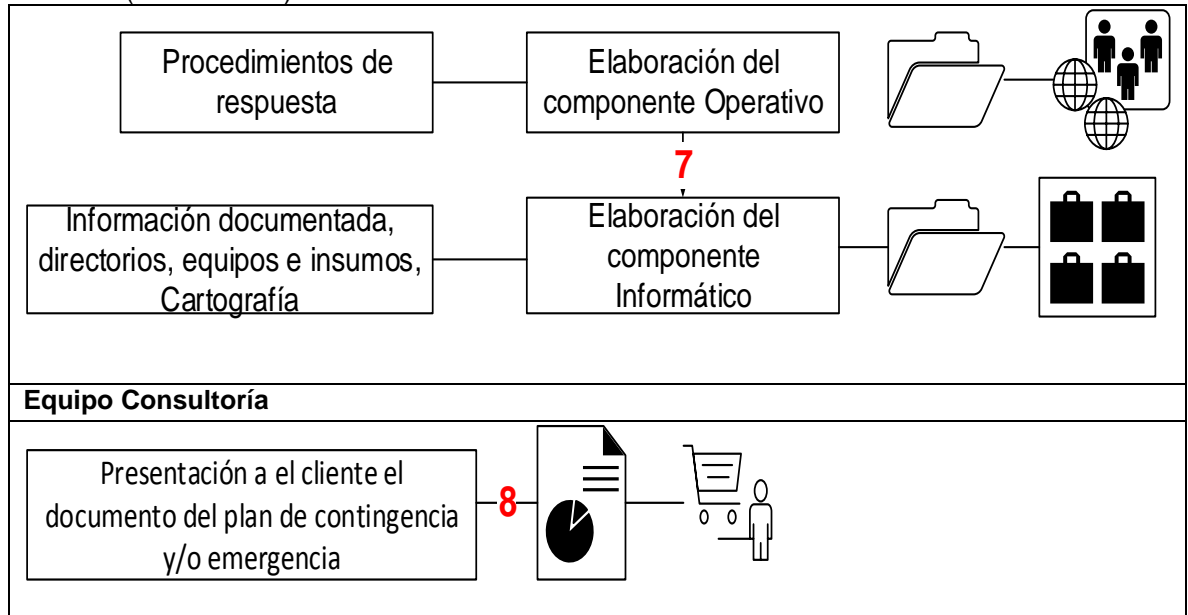 Procedimientos de
respuesta
Elaboración del
componente Operativo
7
Información documentada,
directorios, equipos e insumos,
Cartografía
Elaboración del
componente
Informático
Equipo Consultoría
Presentación a el cliente el
documento del plan de contingencia
y/o emergencia
8